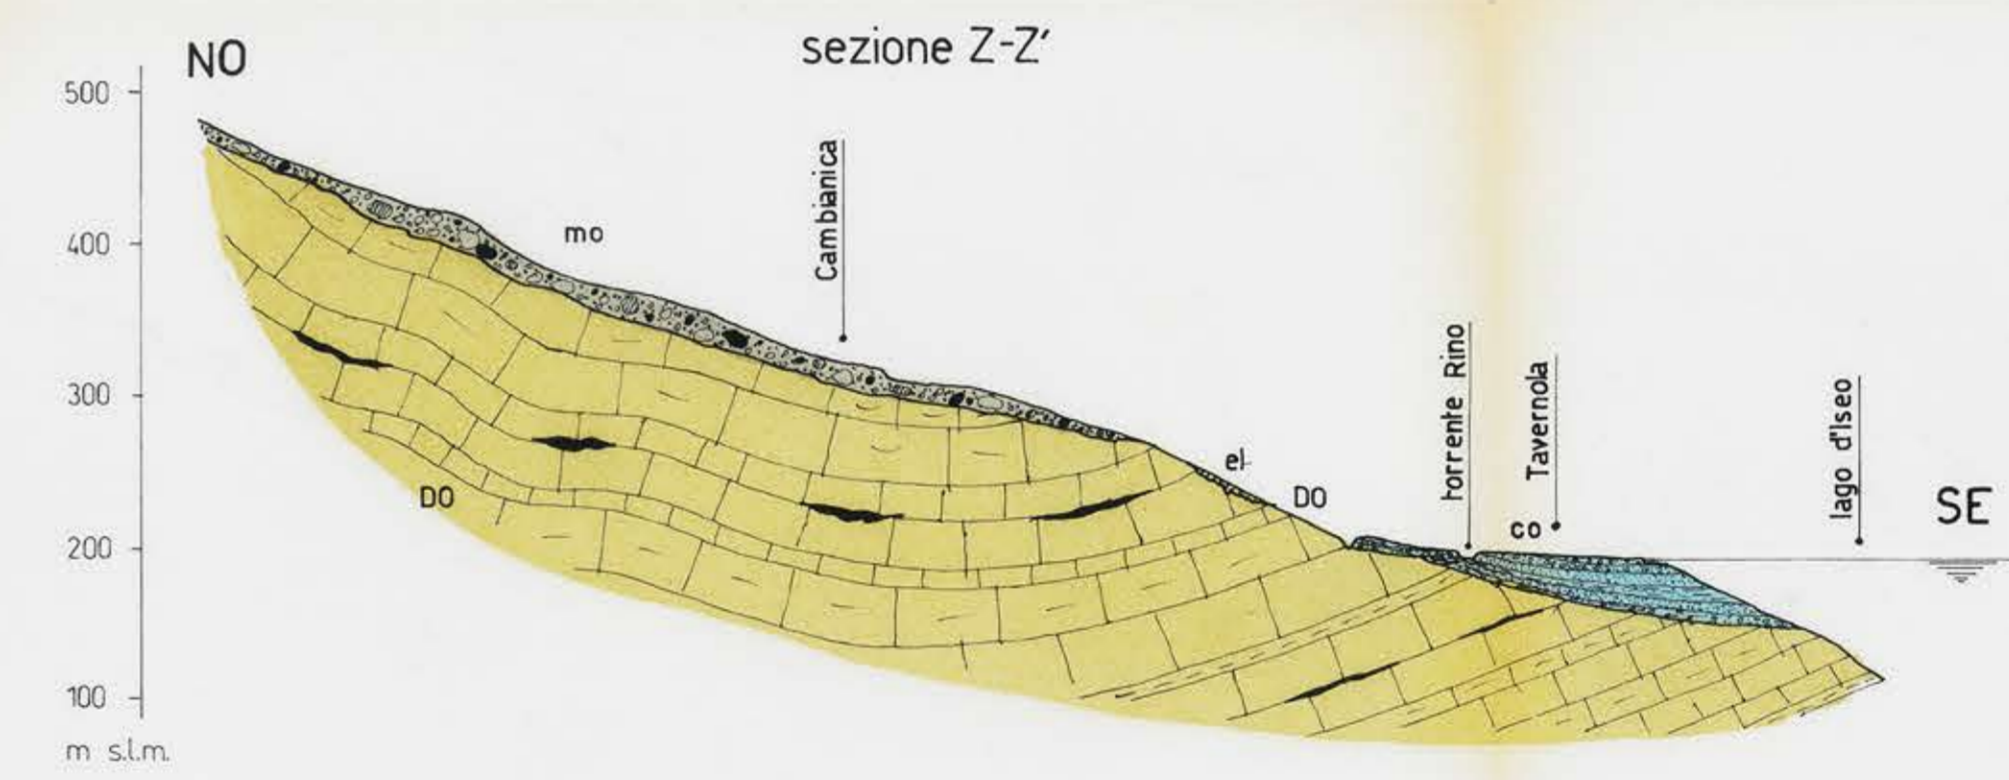 sezione Z-Z'
NO
500
400
300
200
100
m s.l.m.
mo
Cambianica
DO
el
DO
torrente Rino
co
Tavernola
lago d'Iseo
SE